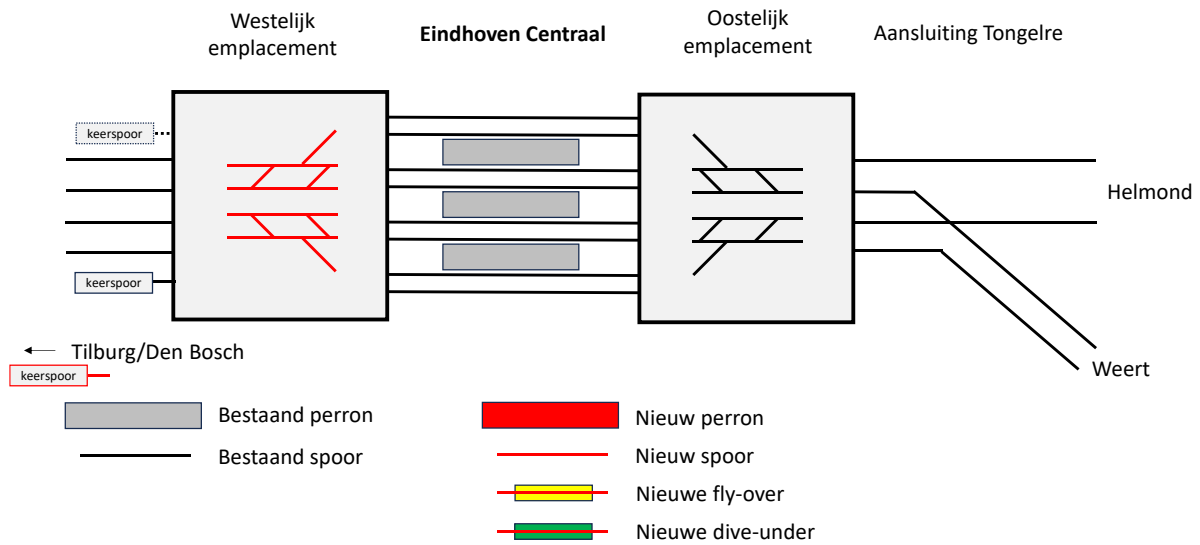 Westelijk
emplacement
Eindhoven Centraal
Oostelijk
emplacement
Aansluiting Tongelre
keerspoor
Helmond
keerspoor
Tilburg/Den Bosch
Weert
keerspoor
Bestaand perron
Nieuw perron
Bestaand spoor
Nieuw spoor
Nieuwe fly-over
Nieuwe dive-under